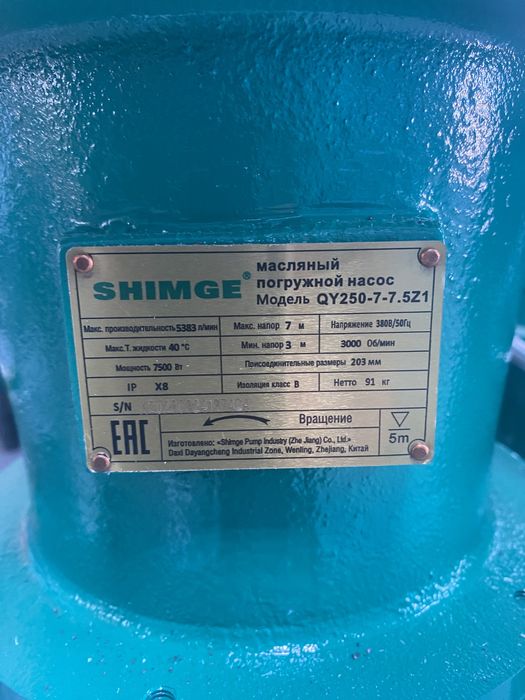 SHIMGE®
масляный
погружной насос
Модель QY250-7-7.5Z1
Макс. производительность 5383 л/мин
Макс. напор 7 м
Напряжение 380В/50Гц
Макс.Т. жидкости 40 °C
Мин. напор 3 м
3000 Об/мин
Мощность 7500 Вт
Присоединительные размеры 203 мм
IP X8
Изоляция класс B
Нетто 91 кг
S/N
EAC
Вращение
5m
Изготовлено: «Shimge Pump Industry (Zhe Jiang) Co., Ltd.»
Daxi Dayangcheng Industrial Zone, Wenling, Zhejiang, Китай